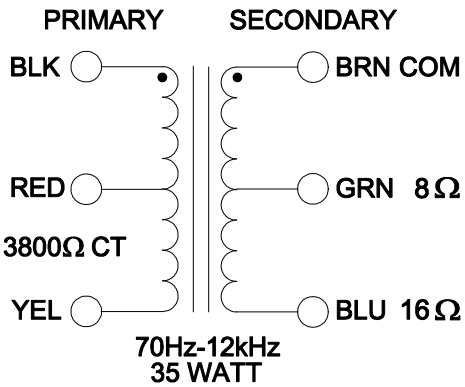 PRIMARY SECONDARY
BLK BRN COM
RED GRN 8Ω
3800Ω CT
YEL BLU 16Ω
70Hz-12kHz
35 WATT